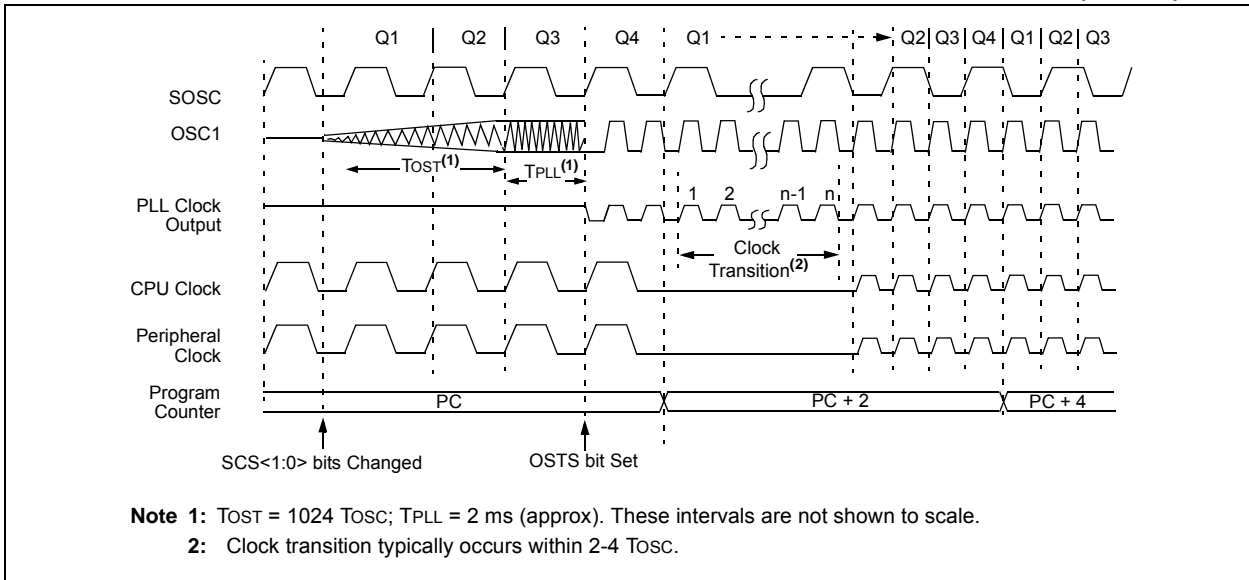 Q1 Q2 Q3 Q4 Q1 Q2 Q3 Q4 Q1 Q2 Q3
SOSC
OSC1
TOST(1) TPLL(1)
PLL Clock
Output
1 2 n-1 n
Clock
Transition(2)
CPU Clock
Peripheral
Clock
Program
Counter
PC PC + 2 PC + 4
SCS<1:0> bits Changed OSTS bit Set
Note 1: TOST = 1024 TOSC; TPLL = 2 ms (approx). These intervals are not shown to scale.
2: Clock transition typically occurs within 2-4 TOSC.